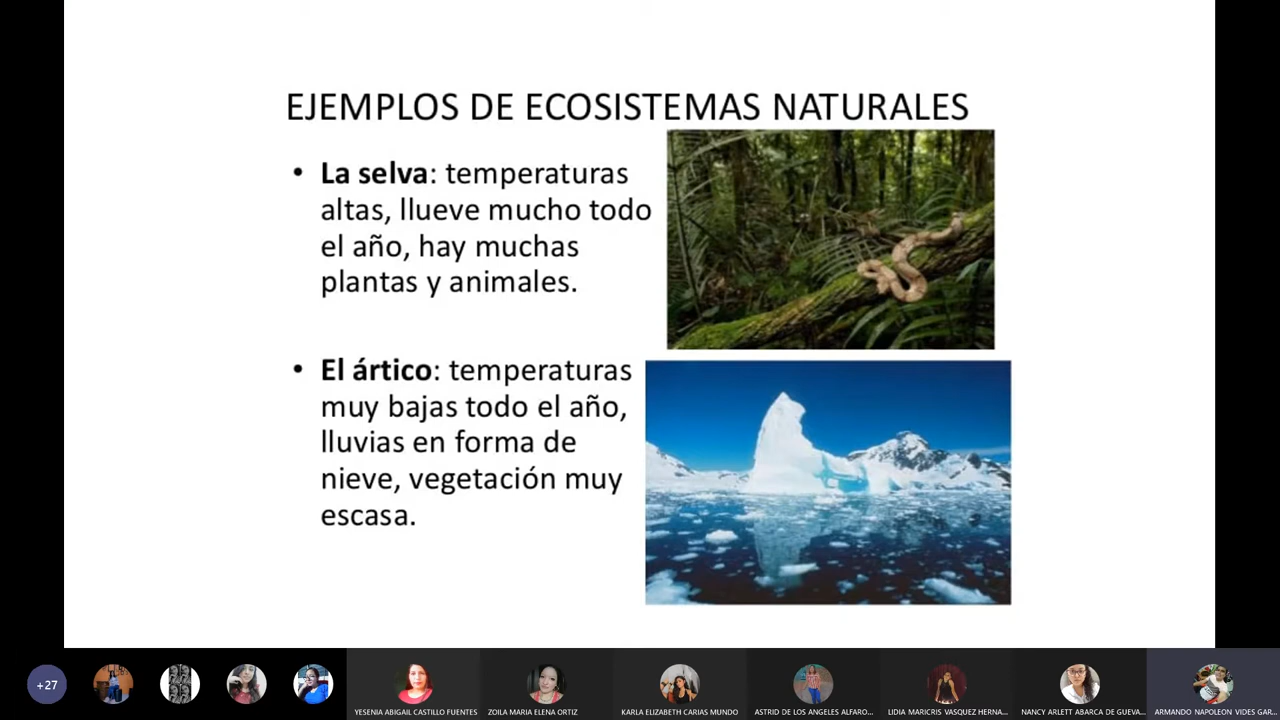 EJEMPLOS DE ECOSISTEMAS NATURALES
• La selva: temperaturas
altas, llueve mucho todo
el año, hay muchas
plantas y animales.
• El ártico: temperaturas
muy bajas todo el año,
lluvias en forma de
nieve, vegetación muy
escasa.
+27
YESENIA ABIGAIL CASTILLO FUENTES
ZOILA MARIA ELENA ORTIZ
KARLA ELIZABETH CARIAS MUNDO
ASTRID DE LOS ANGELES ALFARO...
LIDIA MARICRIS VASQUEZ HERNA...
NANCY ARLETT ABARCA DE GUEVA...
ARMANDO NAPOLEON VIDES GAR...